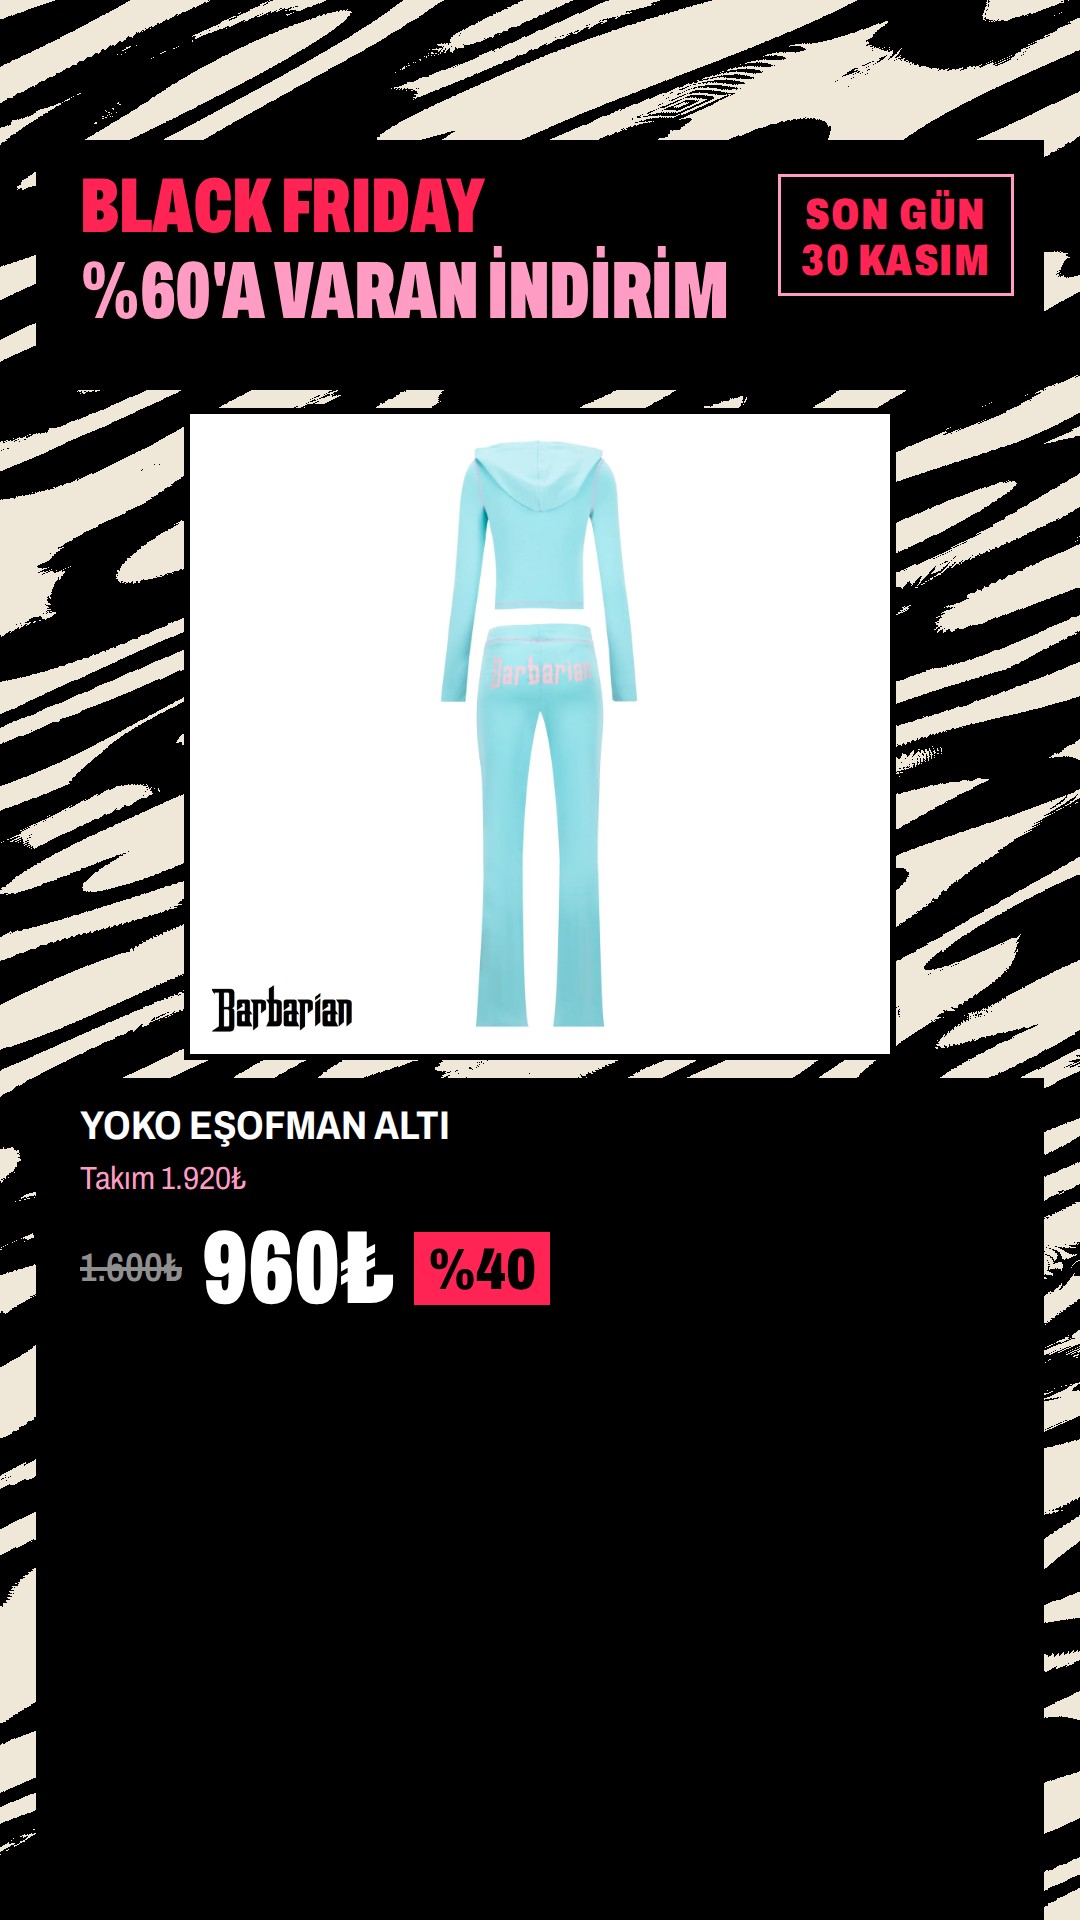 BLACK FRIDAY
%60'A VARAN İNDİRİM
SON GÜN
30 KASIM
Barbarian
Barbarian
YOKO EŞOFMAN ALTI
Takım 1.920₺
1.600₺ 960₺ %40